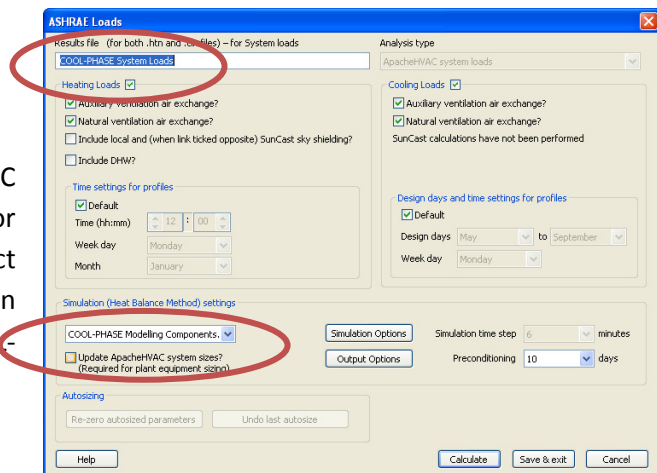 ASHRAE Loads
Results file (for both .htn and .cln files) – for System loads
Analysis type
COOL-PHASE System Loads
ApacheHVAC system loads
Heating Loads
Auxiliary ventilation air exchange?
Natural ventilation air exchange?
Include local and (when link ticked opposite) SunCast sky shielding?
Include DHW?
Cooling Loads
Auxiliary ventilation air exchange?
Natural ventilation air exchange?
SunCast calculations have not been performed
Time settings for profiles
Default
Time (hh:mm) 12 : 00
Week day Monday
Month January
Design days and time settings for profiles
Default
Design days May to September
Week day Monday
C
or
ct
n
-
Simulation (Heat Balance Method) settings
COOL-PHASE Modelling Components.
Update ApacheHVAC system sizes?
(Required for plant equipment sizing)
Simulation Options
Output Options
Simulation time step 6 minutes
Preconditioning 10 days
Autosizing
Re-zero autosized parameters
Undo last autosize
Help
Calculate
Save & exit
Cancel